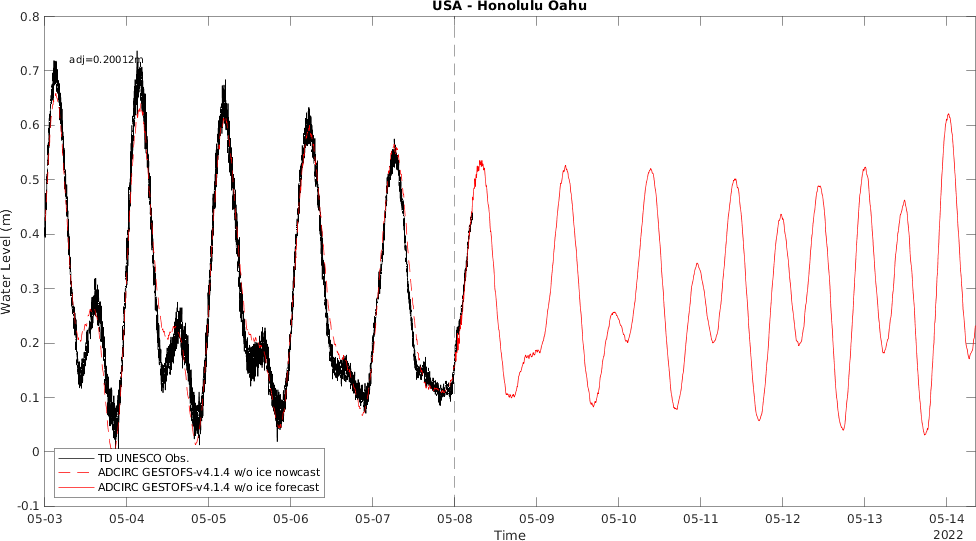 USA - Honolulu Oahu
0.8
0.7
0.6
0.5
0.4
0.3
0.2
0.1
0
-0.1
Water Level (m)
adj=0.20012m
TD UNESCO Obs.
ADCIRC GESTOFS-v4.1.4 w/o ice nowcast
ADCIRC GESTOFS-v4.1.4 w/o ice forecast
05-03 05-04 05-05 05-06 05-07 05-08 05-09 05-10 05-11 05-12 05-13 05-14
Time
2022